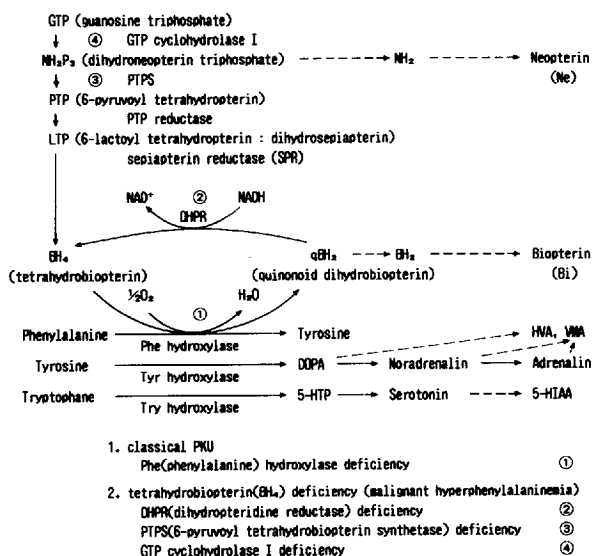 GTP (guanosine triphosphate)
④ GTP cyclohydrolase I
NH₂P₃ (dihydroneopterin triphosphate) NH₂ Neopterin
(Ne)
③ PTPS
PTP (6-pyruvoyl tetrahydropterin)
PTP reductase
LTP (6-lactoyl tetrahydropterin : dihydrosepiapterin)
sepiapterin reductase (SPR)
NAD⁺ ② NADH
DHPR
BH₄ qBH₂ BH₂ Biopterin
(tetrahydrobiopterin) (quinonoid dihydrobiopterin) (Bi)
½O₂ H₂O
①
Phenylalanine Tyrosine HVA, VMA
Phe hydroxylase
Tyrosine DOPA Noradrenalin Adrenalin
Tyr hydroxylase
Tryptophane 5-HTP Serotonin 5-HIAA
Try hydroxylase
1. classical PKU
Phe(phenylalanine) hydroxylase deficiency ①
2. tetrahydrobiopterin(BH₄) deficiency (malignant hyperphenylalaninemia)
DHPR(dihydropteridine reductase) deficiency ②
PTPS(6-pyruvoyl tetrahydrobiopterin synthetase) deficiency ③
GTP cyclohydrolase I deficiency ④